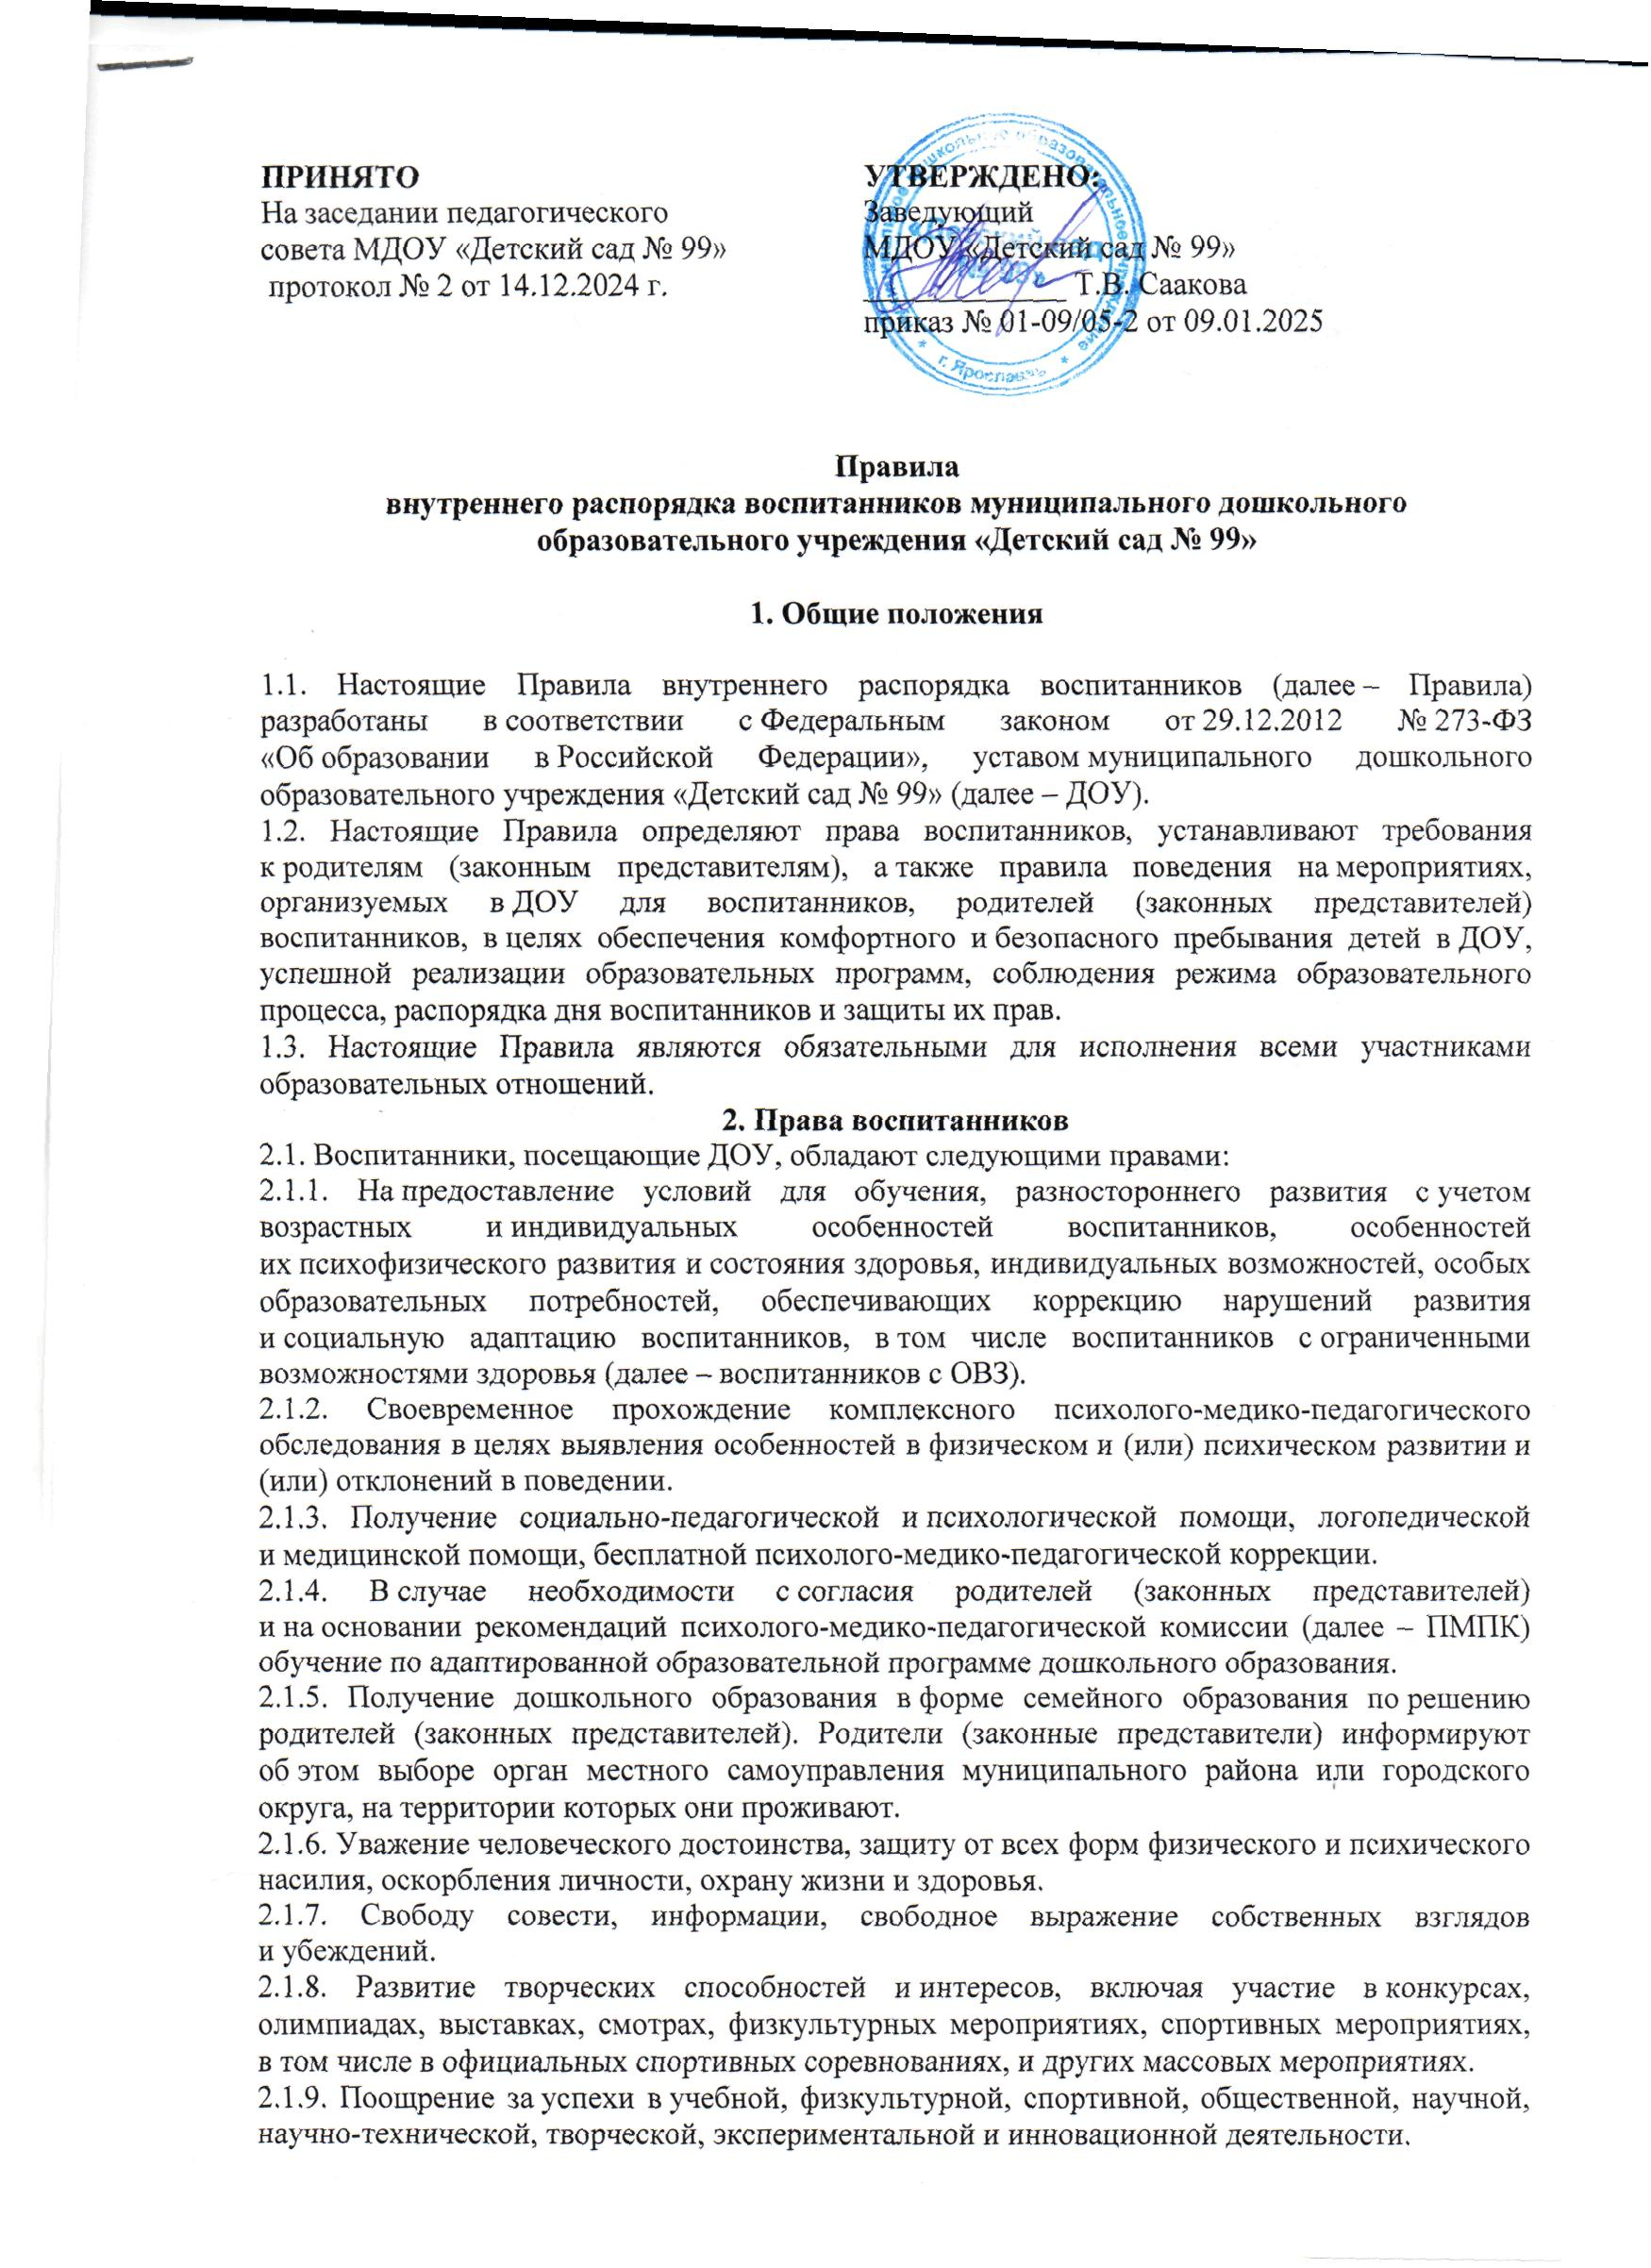 ПРИНЯТО
На заседании педагогического
совета МДОУ «Детский сад № 99»
протокол № 2 от 14.12.2024 г.
УТВЕРЖДЕНО:
Заведующий
МДОУ «Детский сад № 99»
______________ Т.В. Саакова
приказ № 01-09/05-2 от 09.01.2025
г. Ярославль
Правила
внутреннего распорядка воспитанников муниципального дошкольного
образовательного учреждения «Детский сад № 99»
1. Общие положения
1.1. Настоящие Правила внутреннего распорядка воспитанников (далее – Правила)
разработаны в соответствии с Федеральным законом от 29.12.2012 № 273-ФЗ
«Об образовании в Российской Федерации», уставом муниципального дошкольного
образовательного учреждения «Детский сад № 99» (далее – ДОУ).
1.2. Настоящие Правила определяют права воспитанников, устанавливают требования
к родителям (законным представителям), а также правила поведения на мероприятиях,
организуемых в ДОУ для воспитанников, родителей (законных представителей)
воспитанников, в целях обеспечения комфортного и безопасного пребывания детей в ДОУ,
успешной реализации образовательных программ, соблюдения режима образовательного
процесса, распорядка дня воспитанников и защиты их прав.
1.3. Настоящие Правила являются обязательными для исполнения всеми участниками
образовательных отношений.
2. Права воспитанников
2.1. Воспитанники, посещающие ДОУ, обладают следующими правами:
2.1.1. На предоставление условий для обучения, разностороннего развития с учетом
возрастных и индивидуальных особенностей воспитанников, особенностей
их психофизического развития и состояния здоровья, индивидуальных возможностей, особых
образовательных потребностей, обеспечивающих коррекцию нарушений развития
и социальную адаптацию воспитанников, в том числе воспитанников с ограниченными
возможностями здоровья (далее – воспитанников с ОВЗ).
2.1.2. Своевременное прохождение комплексного психолого-медико-педагогического
обследования в целях выявления особенностей в физическом и (или) психическом развитии и
(или) отклонений в поведении.
2.1.3. Получение социально-педагогической и психологической помощи, логопедической
и медицинской помощи, бесплатной психолого-медико-педагогической коррекции.
2.1.4. В случае необходимости с согласия родителей (законных представителей)
и на основании рекомендаций психолого-медико-педагогической комиссии (далее – ПМПК)
обучение по адаптированной образовательной программе дошкольного образования.
2.1.5. Получение дошкольного образования в форме семейного образования по решению
родителей (законных представителей). Родители (законные представители) информируют
об этом выборе орган местного самоуправления муниципального района или городского
округа, на территории которых они проживают.
2.1.6. Уважение человеческого достоинства, защиту от всех форм физического и психического
насилия, оскорбления личности, охрану жизни и здоровья.
2.1.7. Свободу совести, информации, свободное выражение собственных взглядов
и убеждений.
2.1.8. Развитие творческих способностей и интересов, включая участие в конкурсах,
олимпиадах, выставках, смотрах, физкультурных мероприятиях, спортивных мероприятиях,
в том числе в официальных спортивных соревнованиях, и других массовых мероприятиях.
2.1.9. Поощрение за успехи в учебной, физкультурной, спортивной, общественной, научной,
научно-технической, творческой, экспериментальной и инновационной деятельности.